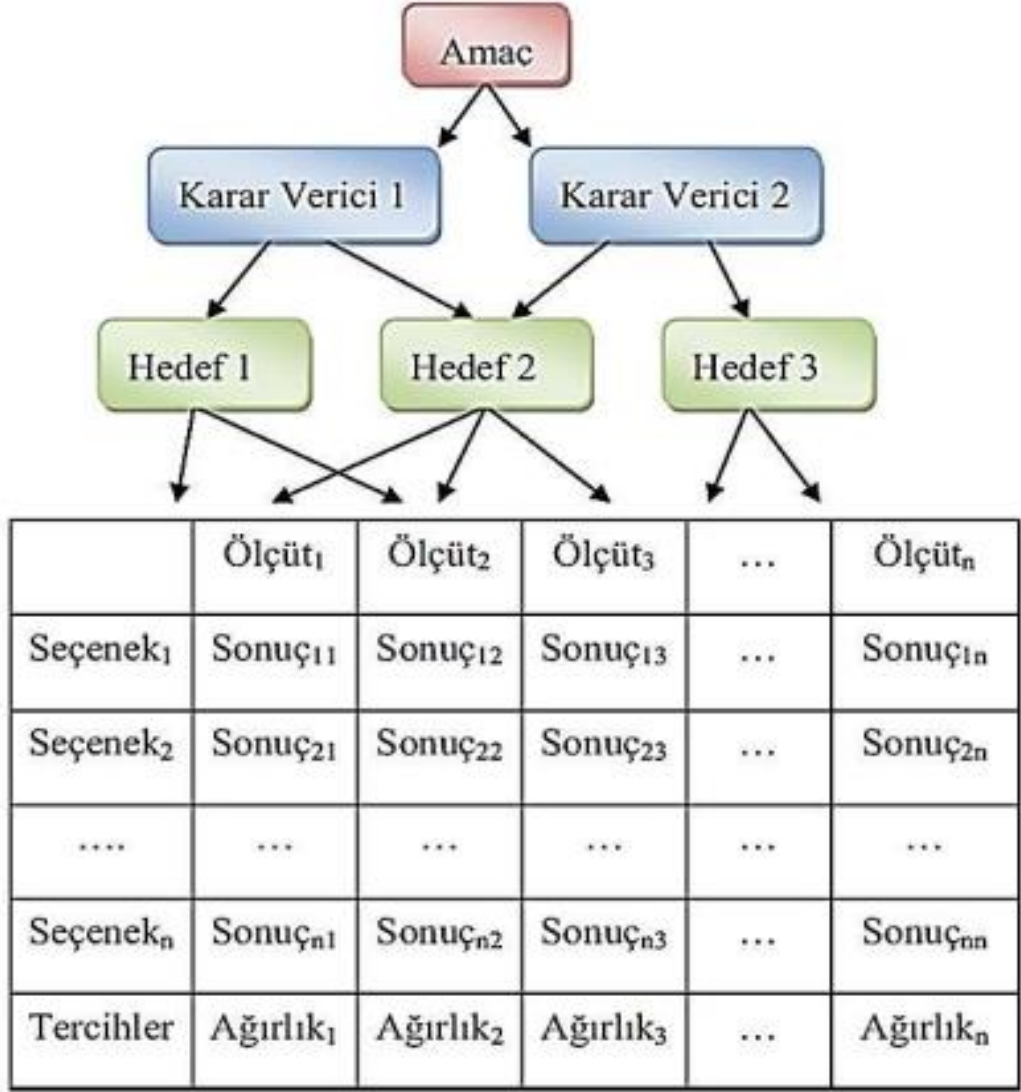 Amaç
Karar Verici 1 Karar Verici 2
Hedef 1 Hedef 2 Hedef 3
Ölçüt₁ Ölçüt₂ Ölçüt₃ ... Ölçütₙ
Seçenek₁ Sonuç₁₁ Sonuç₁₂ Sonuç₁₃ ... Sonuç₁ₙ
Seçenek₂ Sonuç₂₁ Sonuç₂₂ Sonuç₂₃ ... Sonuç₂ₙ
.... ... ... ... ... ...
Seçenekₙ Sonuçₙ₁ Sonuçₙ₂ Sonuçₙ₃ ... Sonuçₙₙ
Tercihler Ağırlık₁ Ağırlık₂ Ağırlık₃ ... Ağırlıkₙ